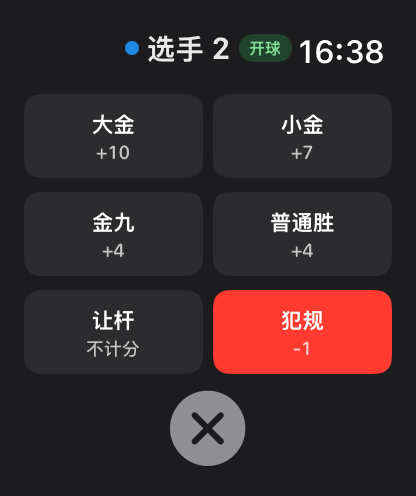 选手 2 开球 16:38
大金 小金
+10 +7
金九 普通胜
+4 +4
让杆 犯规
不计分 -1